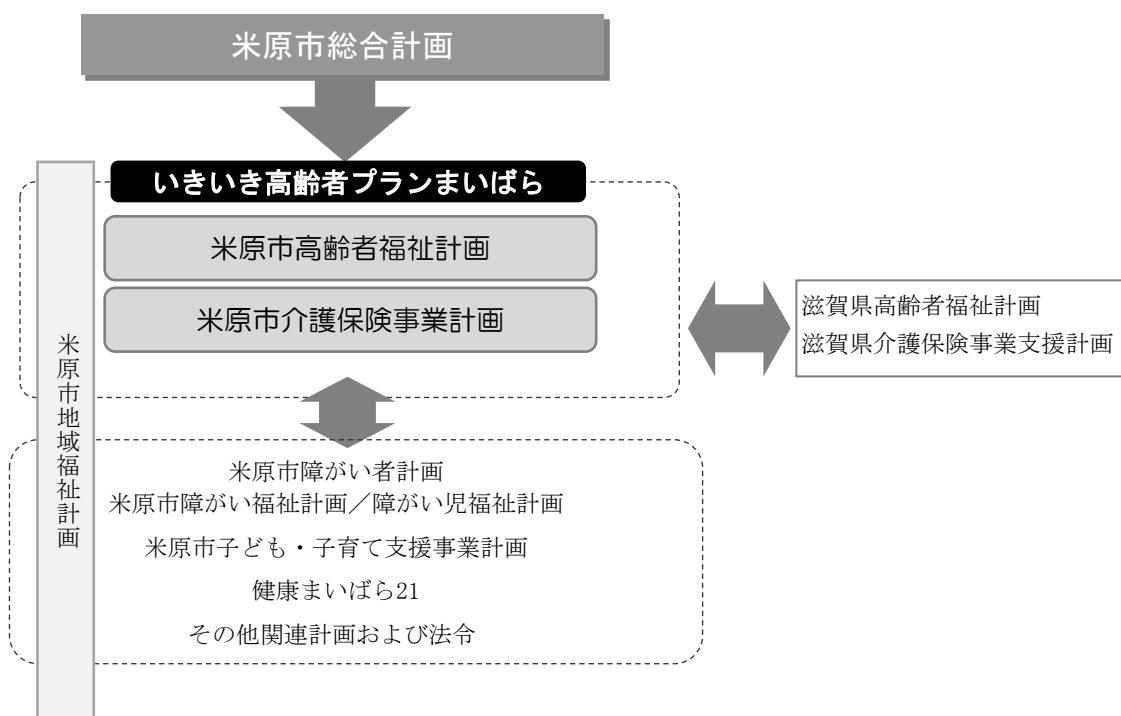 米原市総合計画
いきいき高齢者プランまいばら
米原市高齢者福祉計画
米原市介護保険事業計画
滋賀県高齢者福祉計画
滋賀県介護保険事業支援計画
米原市地域福祉計画
米原市障がい者計画
米原市障がい福祉計画／障がい児福祉計画
米原市子ども・子育て支援事業計画
健康まいばら21
その他関連計画および法令